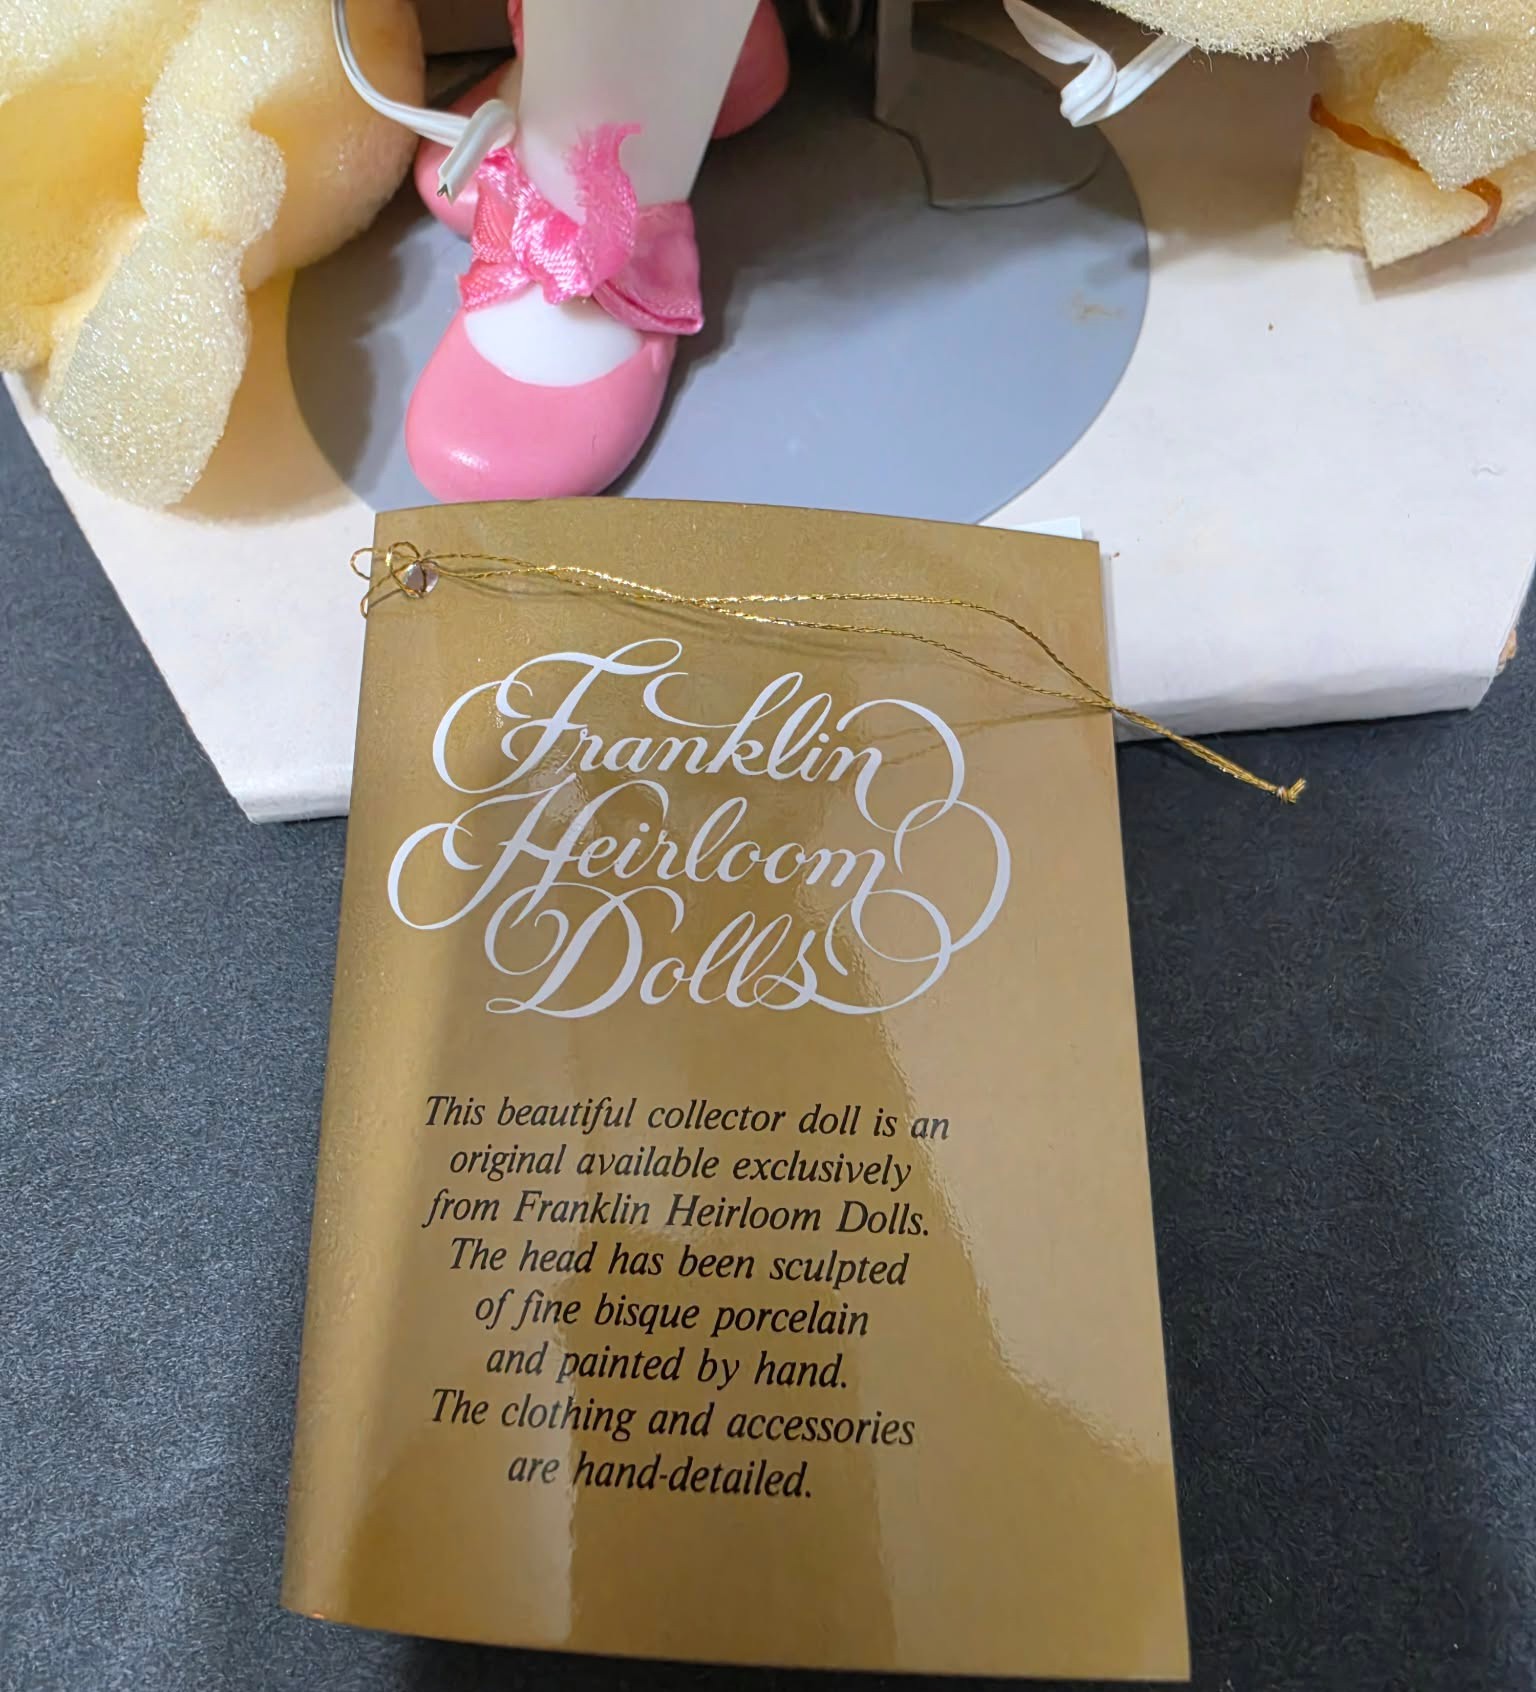 Franklin
Heirloom
Dolls
This beautiful collector doll is an
original available exclusively
from Franklin Heirloom Dolls.
The head has been sculpted
of fine bisque porcelain
and painted by hand.
The clothing and accessories
are hand-detailed.